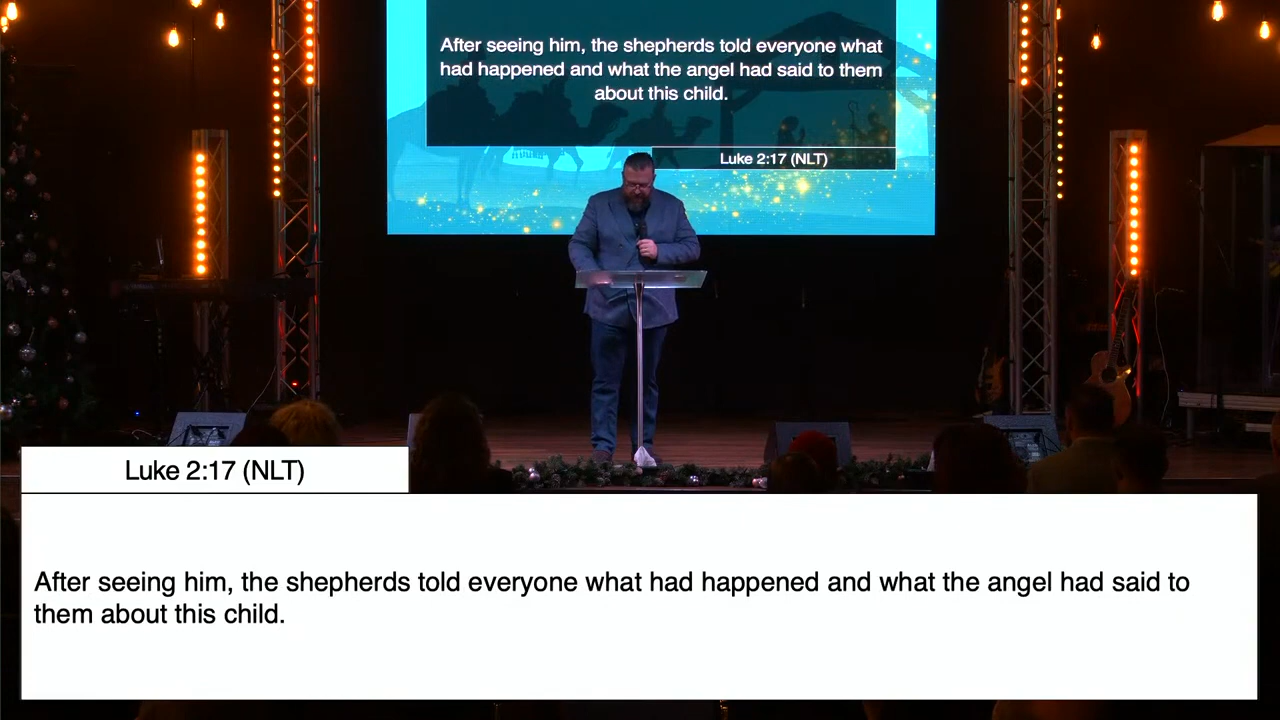 After seeing him, the shepherds told everyone what
had happened and what the angel had said to them
about this child.
Luke 2:17 (NLT)
Luke 2:17 (NLT)
After seeing him, the shepherds told everyone what had happened and what the angel had said to
them about this child.